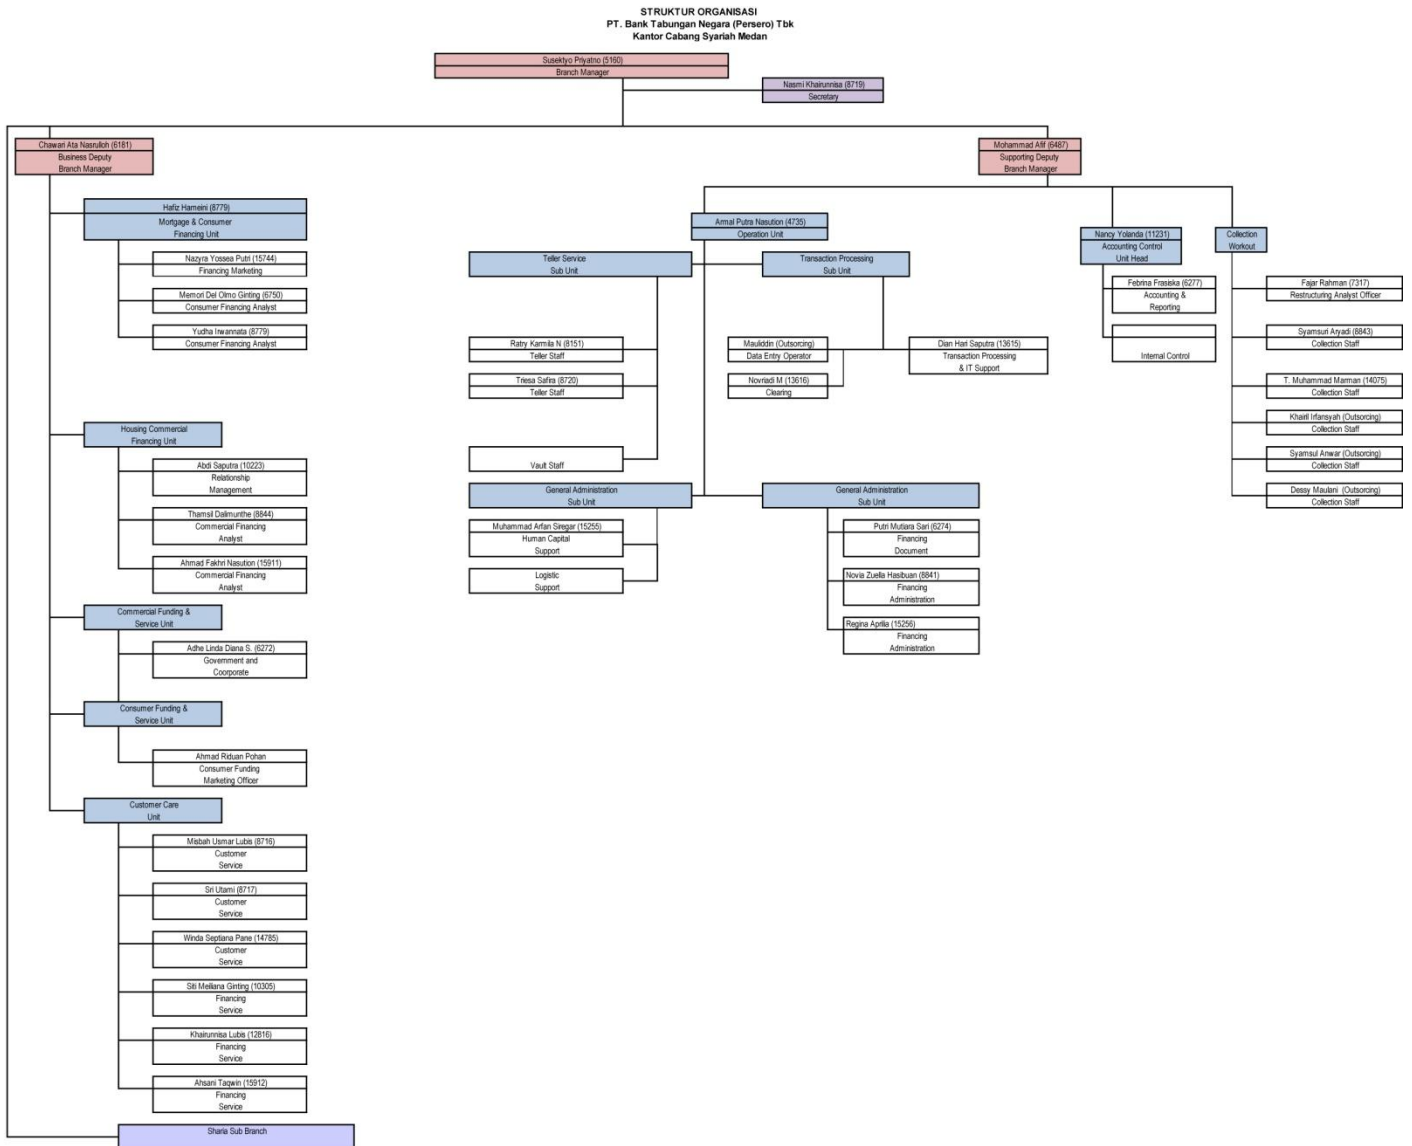 STRUKTUR ORGANISASI
PT. Bank Tabungan Negara (Persero) Tbk
Kantor Cabang Syariah Medan
Susektyo Priyatno (5160)
Branch Manager
Nasmi Khairunnisa (8719)
Secretary
Chawari Ata Nasrulloh (6181)
Business Deputy
Branch Manager
Mohammad Afif (6487)
Supporting Deputy
Branch Manager
Hafiz Hameini (8779)
Mortgage & Consumer
Financing Unit
Nazyra Yossea Putri (15744)
Financing Marketing
Memori Del Olmo Ginting (6750)
Consumer Financing Analyst
Yudha Irwannata (8779)
Consumer Financing Analyst
Housing Commercial
Financing Unit
Abdi Saputra (10223)
Relationship
Management
Thamsil Dalimunthe (8844)
Commercial Financing
Analyst
Ahmad Fakhri Nasution (15911)
Commercial Financing
Analyst
Commercial Funding &
Service Unit
Adhe Linda Diana S. (6272)
Government and
Coorporate
Consumer Funding &
Service Unit
Ahmad Riduan Pohan
Consumer Funding
Marketing Officer
Customer Care
Unit
Misbah Usmar Lubis (8716)
Customer
Service
Sri Utami (8717)
Customer
Service
Winda Septiana Pane (14785)
Customer
Service
Siti Meiliana Ginting (10305)
Financing
Service
Khairunnisa Lubis (12816)
Financing
Service
Ahsani Taqwin (15912)
Financing
Service
Sharia Sub Branch
Armal Putra Nasution (4735)
Operation Unit
Teller Service
Sub Unit
Transaction Processing
Sub Unit
Ratry Karmila N (8151)
Teller Staff
Triesa Safira (8720)
Teller Staff
Vault Staff
Mauliddin (Outsorcing)
Data Entry Operator
Novriadi M (13616)
Clearing
Dian Hari Saputra (13615)
Transaction Processing
& IT Support
General Administration
Sub Unit
Muhammad Arfan Siregar (15255)
Human Capital
Support
Logistic
Support
General Administration
Sub Unit
Putri Mutiara Sari (6274)
Financing
Document
Novia Zuella Hasibuan (8841)
Financing
Administration
Regina Aprilia (15256)
Financing
Administration
Nancy Yolanda (11231)
Accounting Control
Unit Head
Febrina Frasiska (6277)
Accounting &
Reporting
Internal Control
Collection
Workout
Fajar Rahman (7317)
Restructuring Analyst Officer
Syamsuri Aryadi (8843)
Collection Staff
T. Muhammad Marman (14075)
Collection Staff
Khairil Irfansyah (Outsorcing)
Collection Staff
Syamsul Anwar (Outsorcing)
Collection Staff
Dessy Maulani (Outsorcing)
Collection Staff